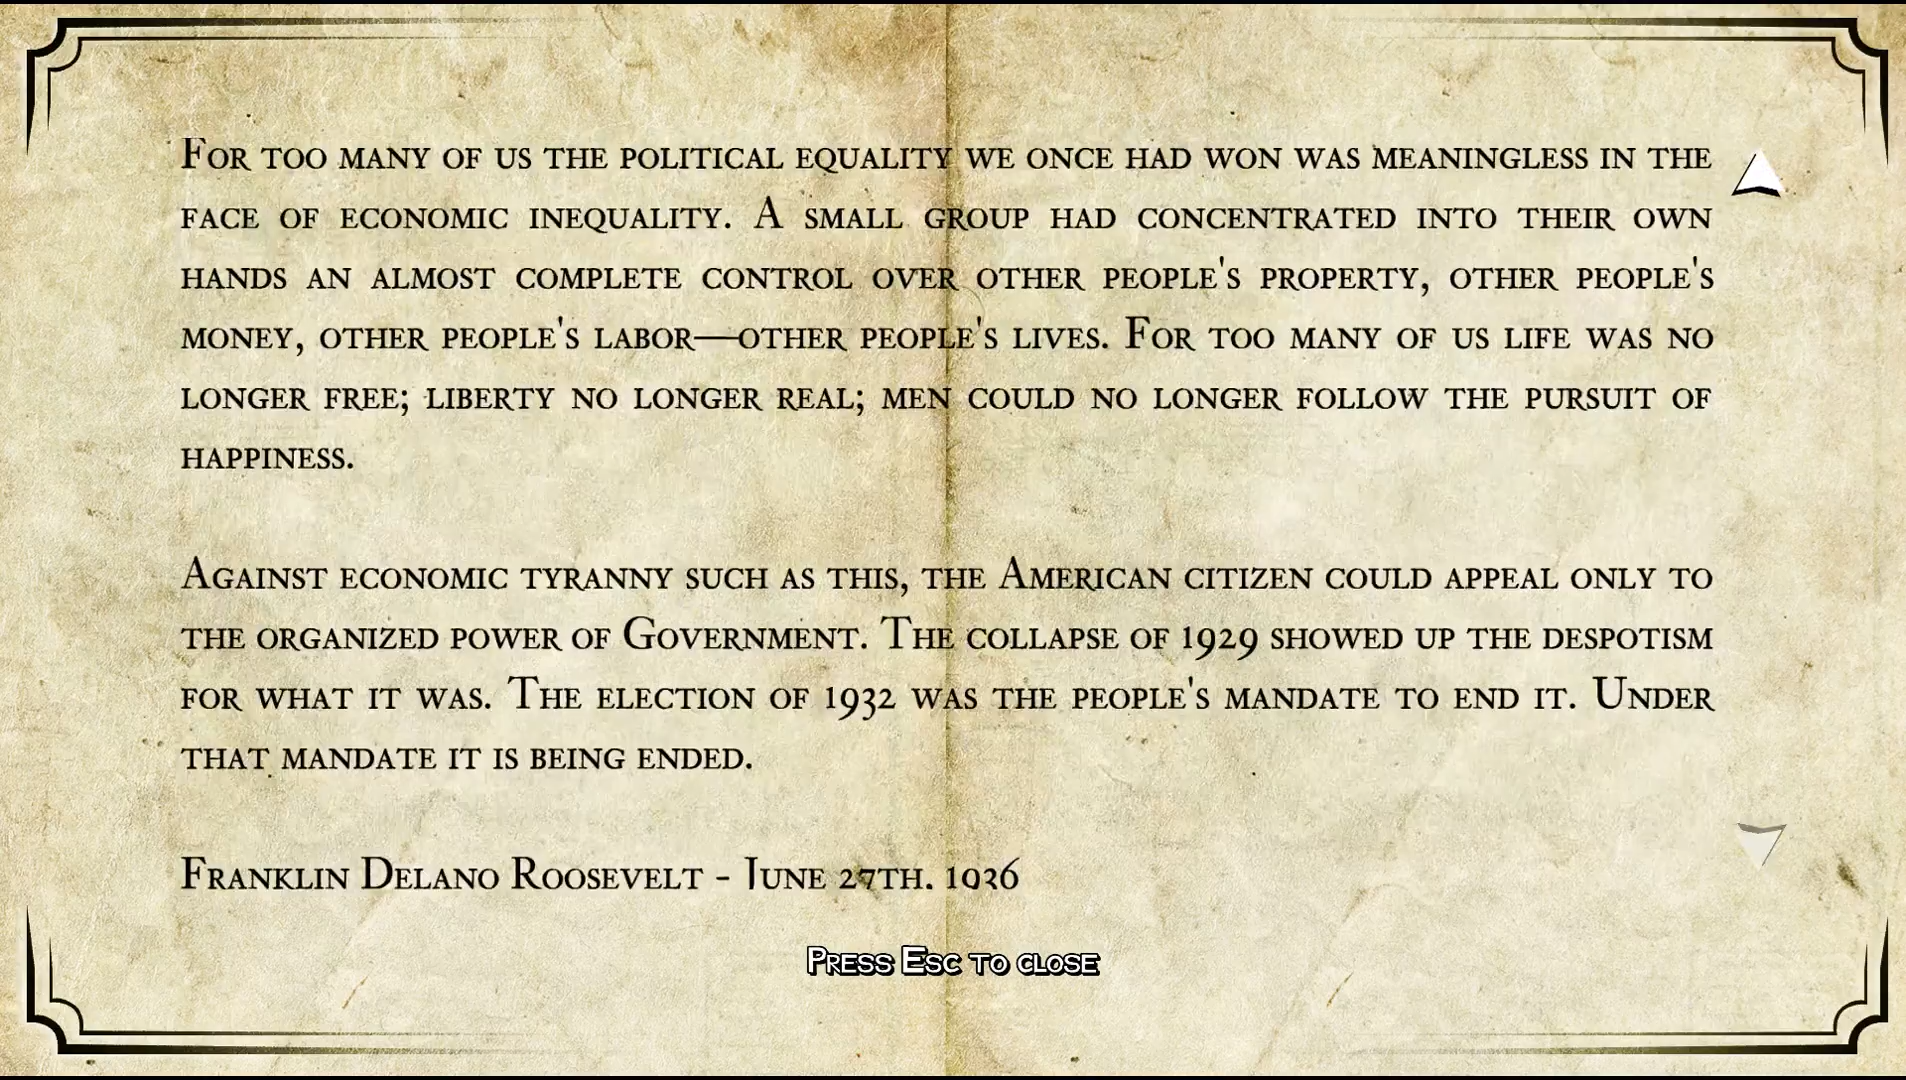 For too many of us the political equality we once had won was meaningless in the
face of economic inequality. A small group had concentrated into their own
hands an almost complete control over other people's property, other people's
money, other people's labor—other people's lives. For too many of us life was no
longer free; liberty no longer real; men could no longer follow the pursuit of
happiness.
Against economic tyranny such as this, the American citizen could appeal only to
the organized power of Government. The collapse of 1929 showed up the despotism
for what it was. The election of 1932 was the people's mandate to end it. Under
that mandate it is being ended.
Franklin Delano Roosevelt - June 27th, 1936
Press Esc to close